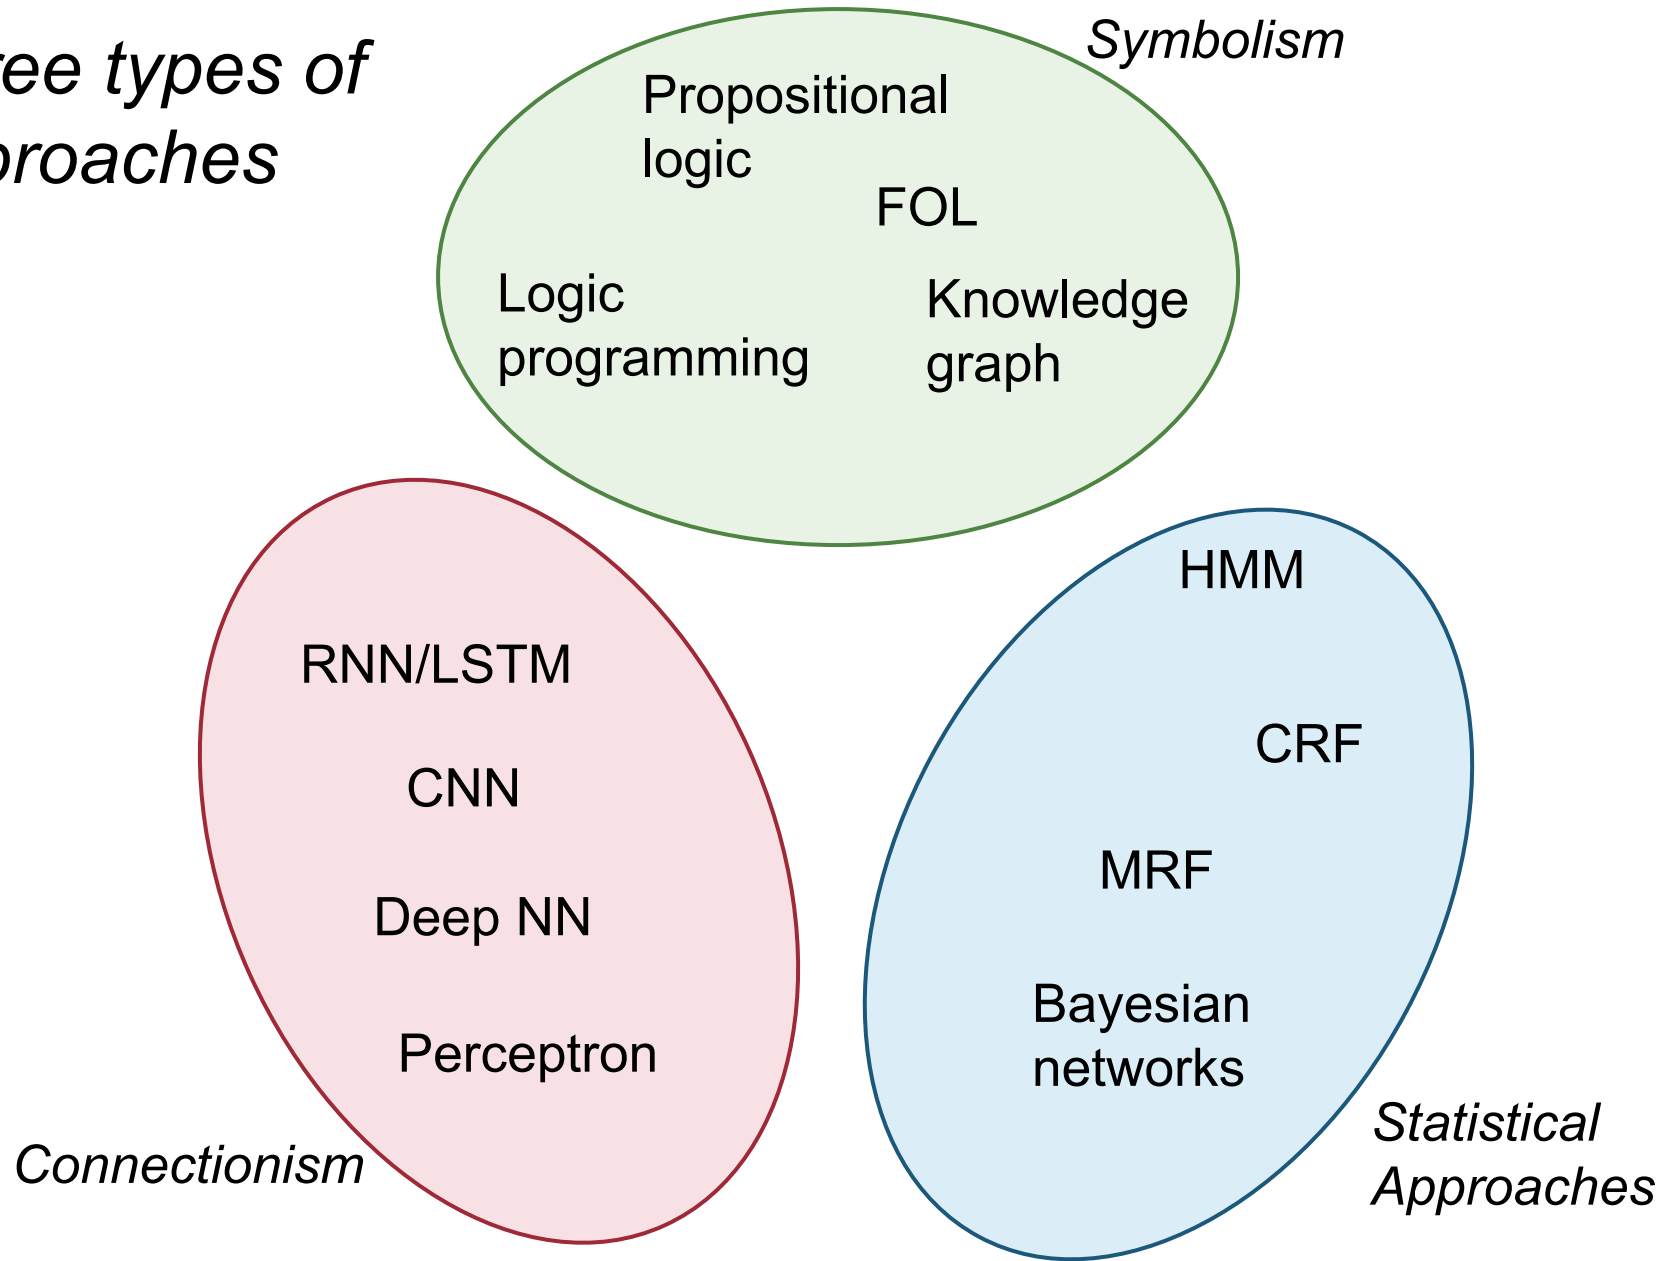 ree types of
proaches
Symbolism
Propositional
logic
FOL
Logic
programming
Knowledge
graph
RNN/LSTM
CNN
Deep NN
Perceptron
Connectionism
HMM
CRF
MRF
Bayesian
networks
Statistical
Approaches